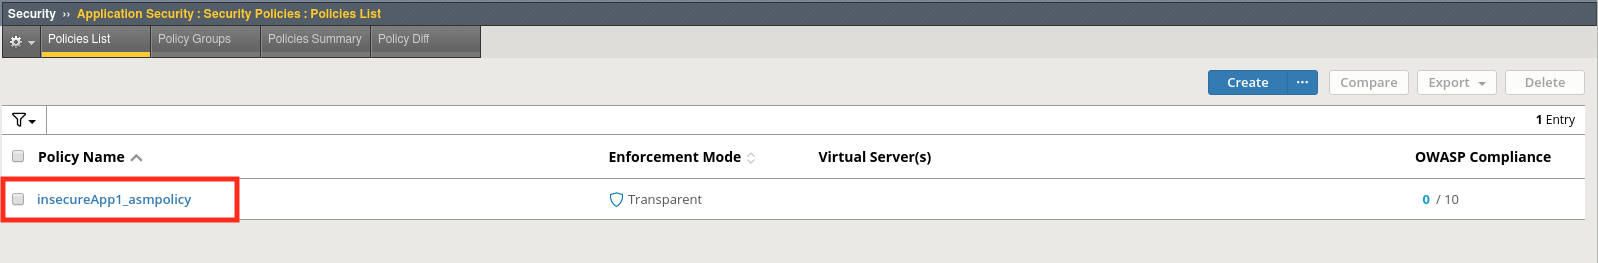 Security ›› Application Security : Security Policies : Policies List
Policies List Policy Groups Policies Summary Policy Diff
Create ··· Compare Export Delete
1 Entry
Policy Name Enforcement Mode Virtual Server(s) OWASP Compliance
insecureApp1_asmpolicy Transparent 0 / 10